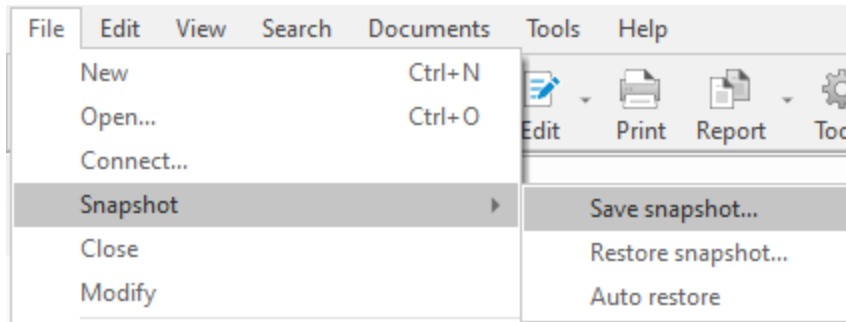 File Edit View Search Documents Tools Help
New Ctrl+N
Open... Ctrl+O
Connect...
Snapshot
Close
Modify
Edit Print Report Too
Save snapshot...
Restore snapshot...
Auto restore